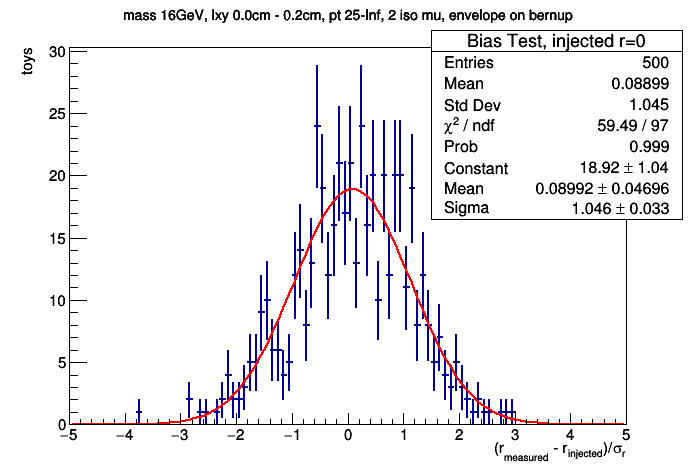 mass 16GeV, lxy 0.0cm - 0.2cm, pt 25-Inf, 2 iso mu, envelope on bernup
Bias Test, injected r=0
Entries 500
Mean 0.08899
Std Dev 1.045
χ² / ndf 59.49 / 97
Prob 0.999
Constant 18.92 ± 1.04
Mean 0.08992 ± 0.04696
Sigma 1.046 ± 0.033
toys
30
25
20
15
10
5
0
−5 −4 −3 −2 −1 0 1 2 3 4 5
(r_measured - r_injected)/σ_r